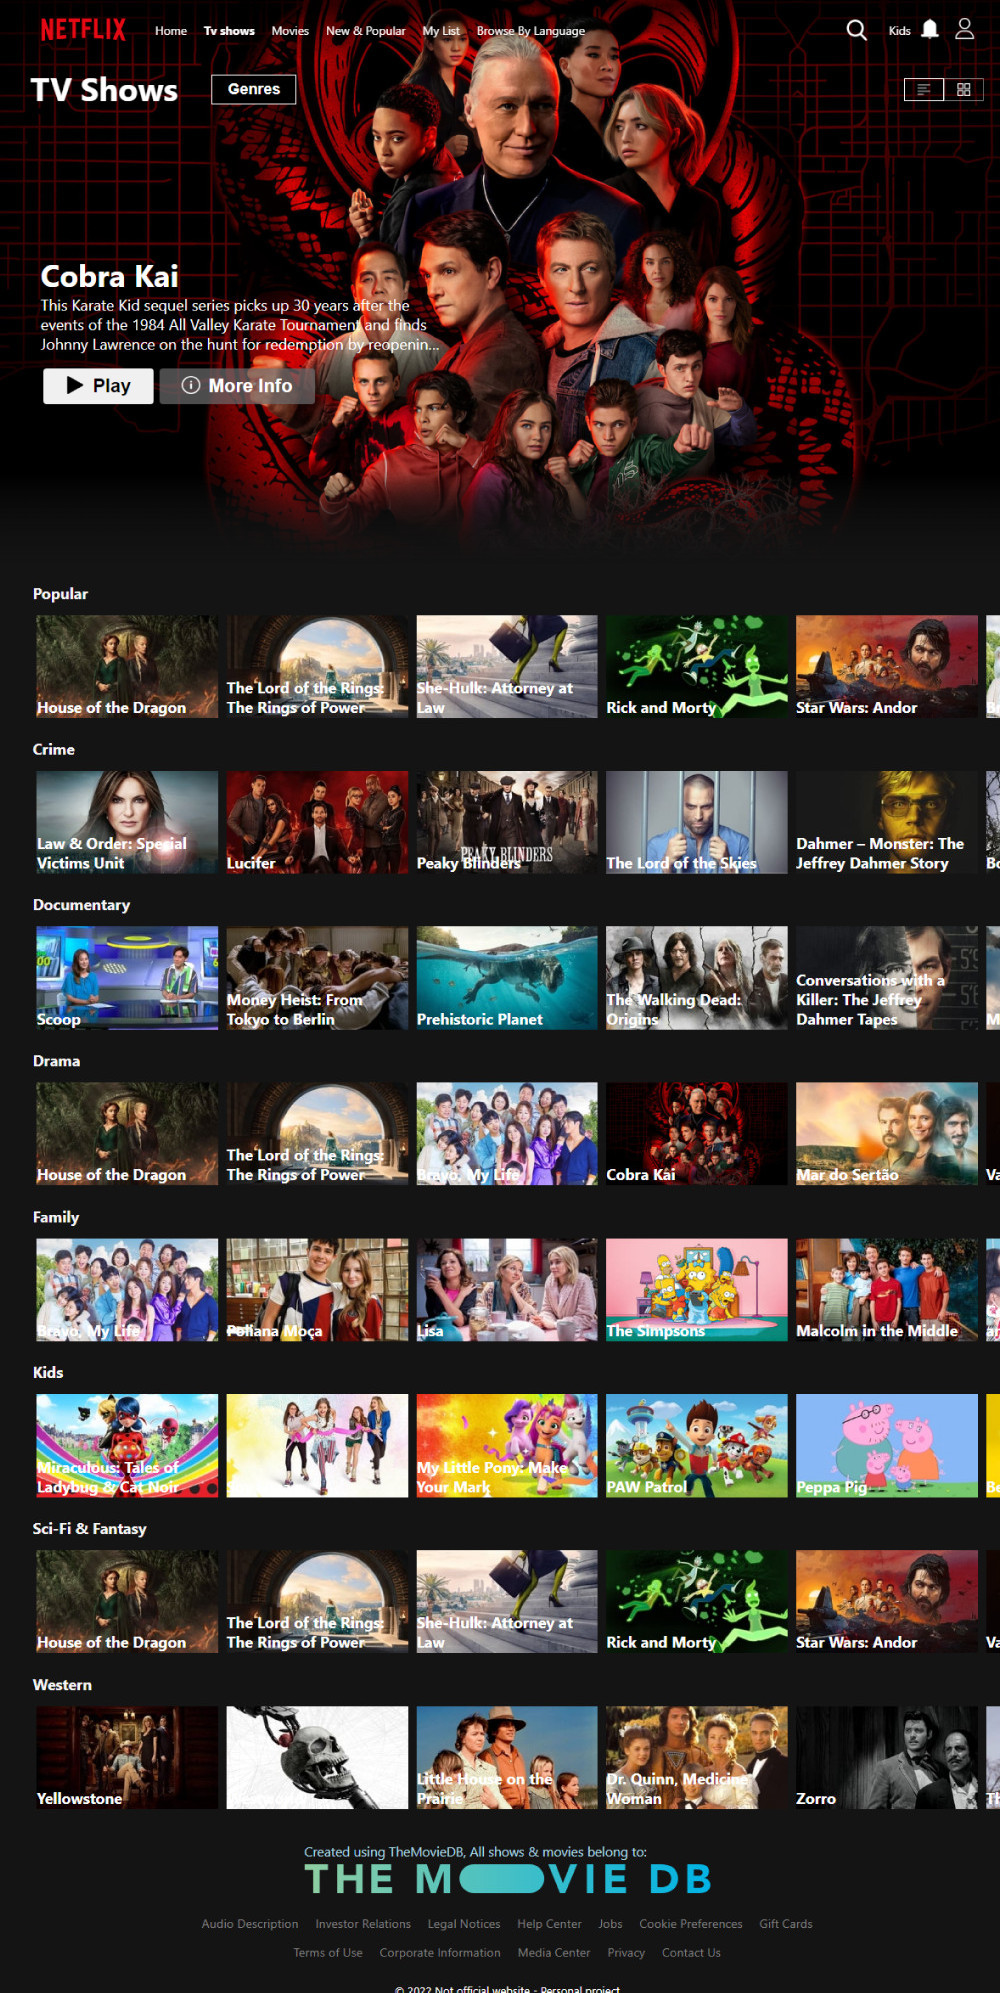 NETFLIX
Home
Tv shows
Movies
New & Popular
My List
Browse By Language
Kids
TV Shows
Genres
Cobra Kai
This Karate Kid sequel series picks up 30 years after the
events of the 1984 All Valley Karate Tournament and finds
Johnny Lawrence on the hunt for redemption by reopenin...
Play
More Info
Popular
House of the Dragon
The Lord of the Rings:
The Rings of Power
She-Hulk: Attorney at
Law
Rick and Morty
Star Wars: Andor
Crime
Law & Order: Special
Victims Unit
Lucifer
PEAKY BLINDERS
Peaky Blinders
The Lord of the Skies
Dahmer – Monster: The
Jeffrey Dahmer Story
Documentary
Scoop
Money Heist: From
Tokyo to Berlin
Prehistoric Planet
The Walking Dead:
Origins
Conversations with a
Killer: The Jeffrey
Dahmer Tapes
Drama
House of the Dragon
The Lord of the Rings:
The Rings of Power
Bravo, My Life
Cobra Kai
Mar do Sertão
Family
Bravo, My Life
Poliana Moça
Lisa
The Simpsons
Malcolm in the Middle
Kids
Miraculous: Tales of
Ladybug & Cat Noir
My Little Pony: Make
Your Mark
PAW Patrol
Peppa Pig
Sci-Fi & Fantasy
House of the Dragon
The Lord of the Rings:
The Rings of Power
She-Hulk: Attorney at
Law
Rick and Morty
Star Wars: Andor
Western
Yellowstone
Little House on the
Prairie
Dr. Quinn, Medicine
Woman
Zorro
Created using TheMovieDB, All shows & movies belong to:
THE MOVIE DB
Audio Description
Investor Relations
Legal Notices
Help Center
Jobs
Cookie Preferences
Gift Cards
Terms of Use
Corporate Information
Media Center
Privacy
Contact Us
© 2022 Not official website - Personal project